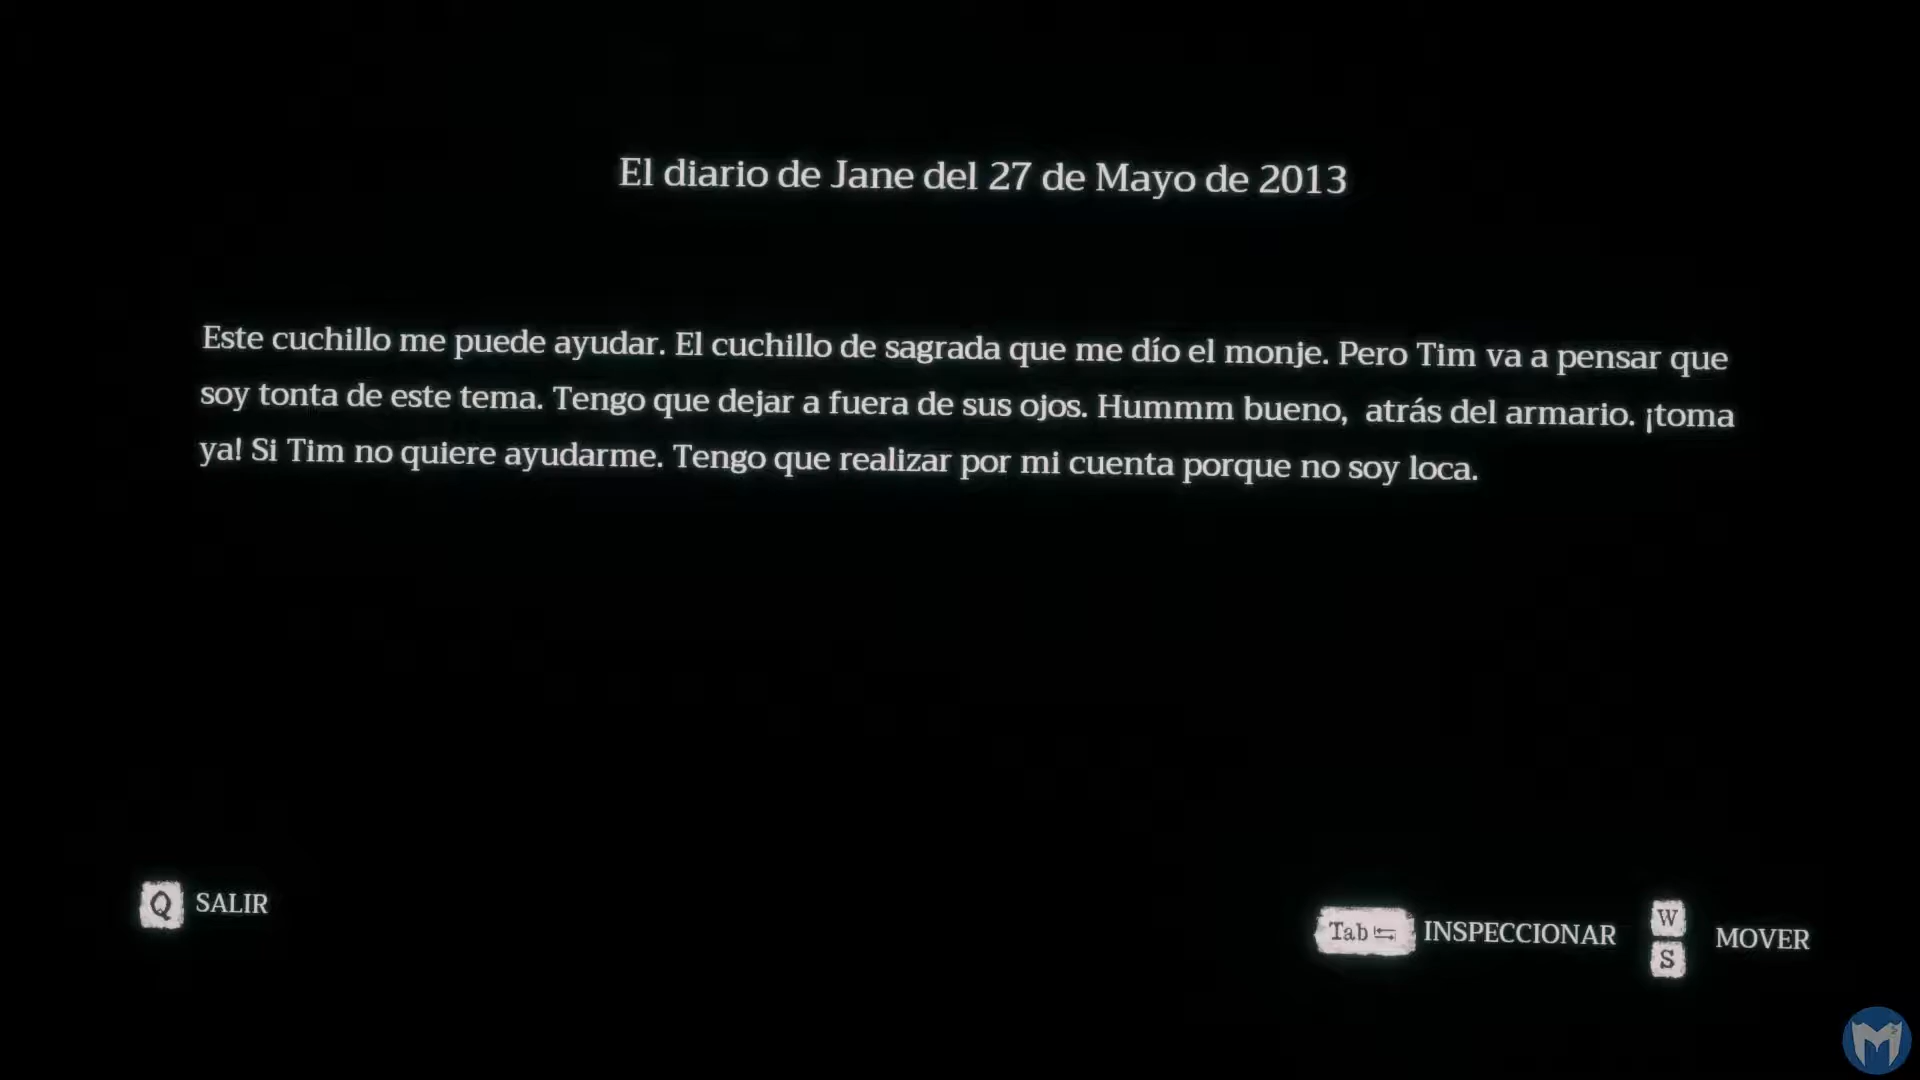 El diario de Jane del 27 de Mayo de 2013
Este cuchillo me puede ayudar. El cuchillo de sagrada que me dío el monje. Pero Tim va a pensar que
soy tonta de este tema. Tengo que dejar a fuera de sus ojos. Hummm bueno, atrás del armario. ¡toma
ya! Si Tim no quiere ayudarme. Tengo que realizar por mi cuenta porque no soy loca.
Q SALIR
Tab INSPECCIONAR
W
S
MOVER
M